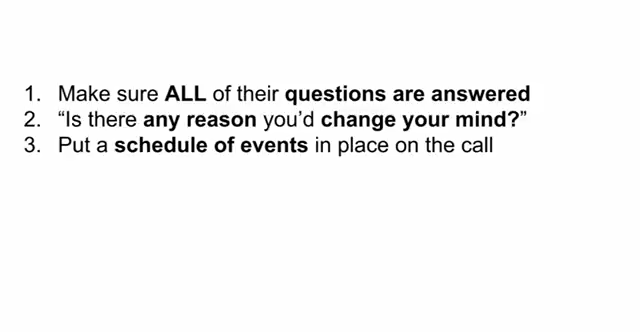 1. Make sure ALL of their questions are answered
2. “Is there any reason you’d change your mind?”
3. Put a schedule of events in place on the call